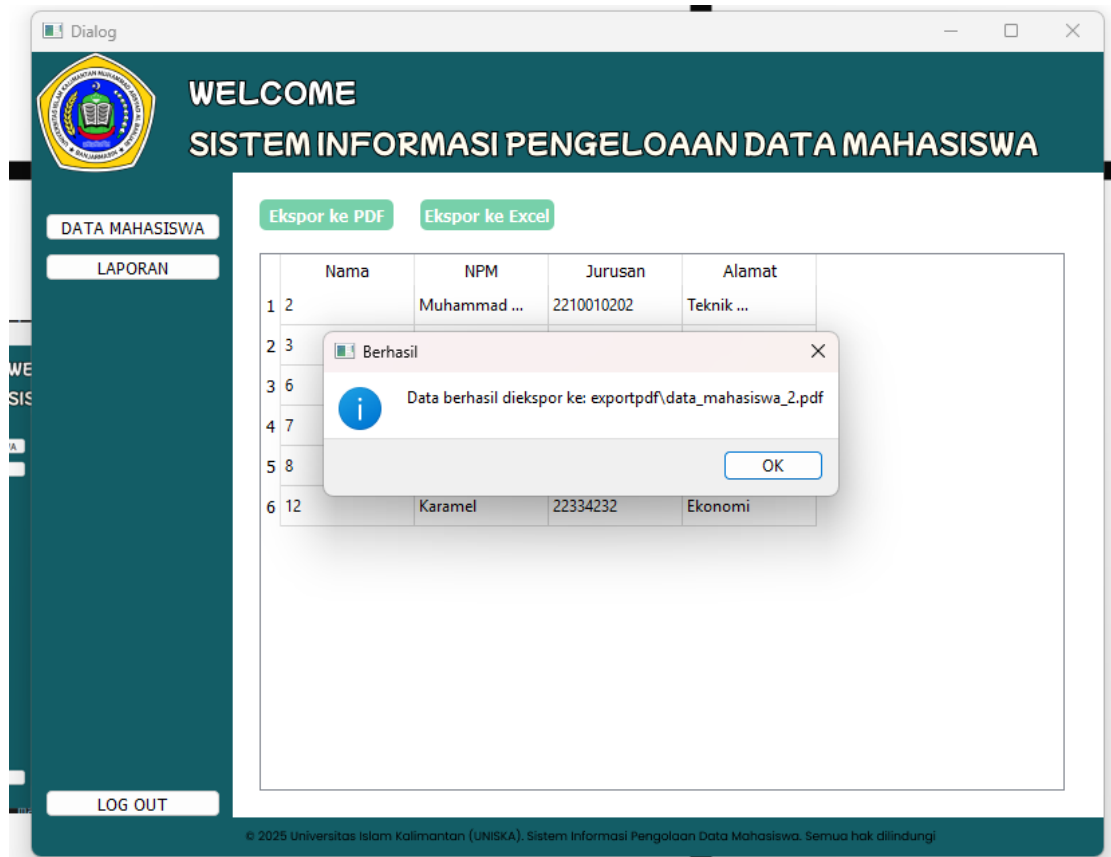 Dialog
WELCOME
SISTEM INFORMASI PENGELOAAN DATA MAHASISWA
DATA MAHASISWA
LAPORAN
LOG OUT
Ekspor ke PDF Ekspor ke Excel
Nama NPM Jurusan Alamat
1 2 Muhammad ... 2210010202 Teknik ...
2 3
3 6
4 7
5 8
6 12 Karamel 22334232 Ekonomi
Berhasil
Data berhasil diekspor ke: exportpdf\data_mahasiswa_2.pdf
OK
© 2025 Universitas Islam Kalimantan (UNISKA). Sistem Informasi Pengolaan Data Mahasiswa. Semua hak dilindungi
WE
SIS